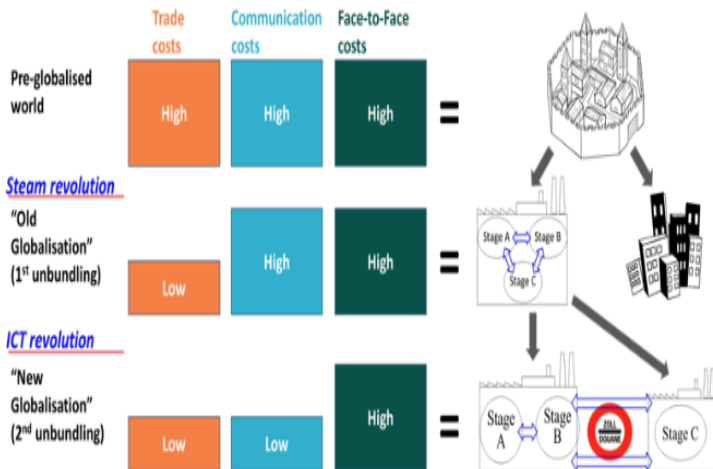 Trade costs
Communication costs
Face-to-Face costs
Pre-globalised
world
High
High
High
=
Steam revolution
"Old
Globalisation"
(1st unbundling)
Low
High
High
=
Stage A
Stage B
Stage C
ICT revolution
"New
Globalisation"
(2nd unbundling)
Low
Low
High
=
Stage
A
Stage
B
ZOLL
DOUANE
Stage C